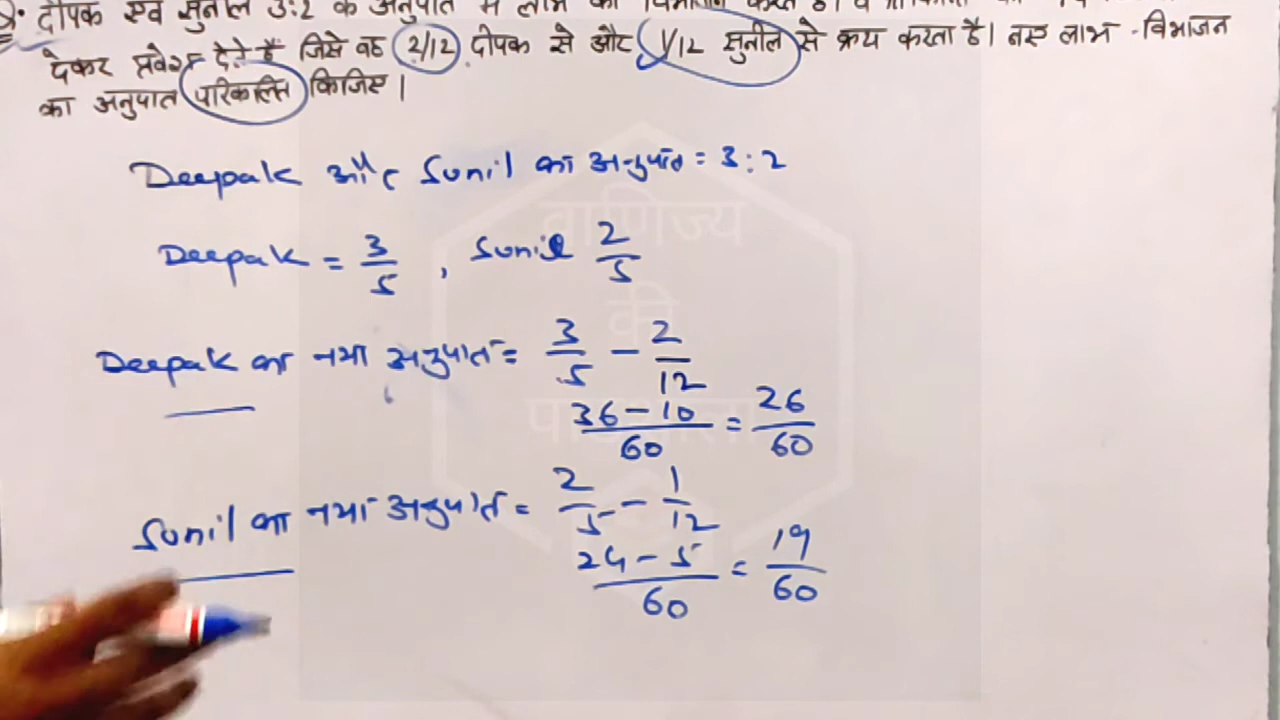 दीपक एवं सुनील 3:2 के अनुपात में लाभ का विभाजन करते हैं।
देकर प्रवेश देते हैं जिसे वह 2/12 दीपक से और 1/12 सुनील से क्रय करता है। नए लाभ-विभाजन
का अनुपात परिकलित किजिए।
Deepak और Sunil का अनुपात = 3:2
Deepak = 3/5 , Sunil 2/5
Deepak का नया अनुपात = 3/5 - 2/12
36-10/60 = 26/60
Sunil का नया अनुपात = 2/5 - 1/12
24-5/60 = 19/60
वाणिज्य
की